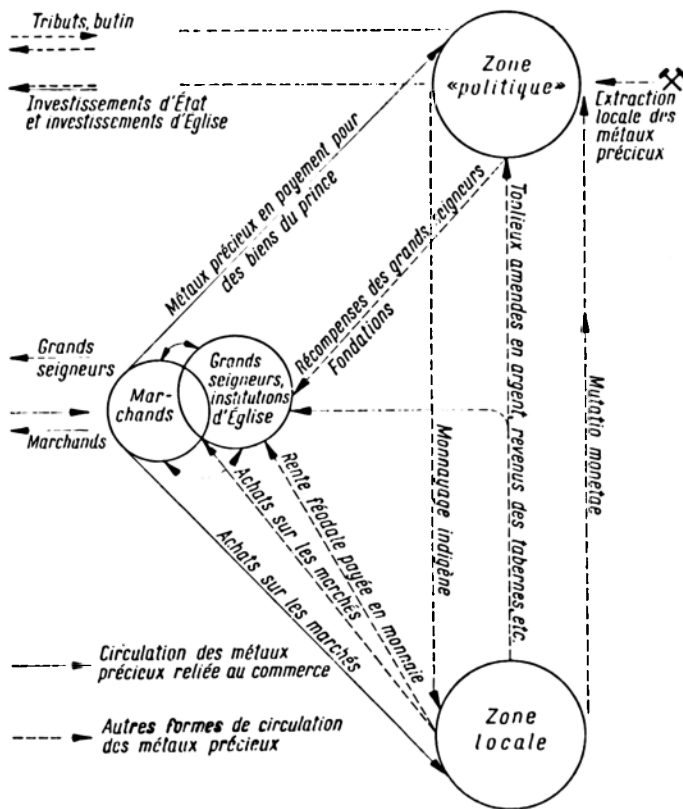 Tributs, butin
Zone
«politique»
Investissements d'État
et investissements d'Église
Extraction
locale des
métaux
précieux
Métaux précieux en payement pour
des biens du prince
Récompenses des grands seigneurs
Fondations
Tonlieux amendes en argent, revenus des tabernes, etc.
Mutatio monetae
Grands
seigneurs
Mar-
chands
Grands
seigneurs,
institutions
d'Église
Marchands
Monnayage indigène
Rente féodale payée en monnaie
Achats sur les marchés
Achats sur les marchés
Circulation des métaux
précieux reliée au commerce
Autres formes de circulation
des métaux précieux
Zone
locale